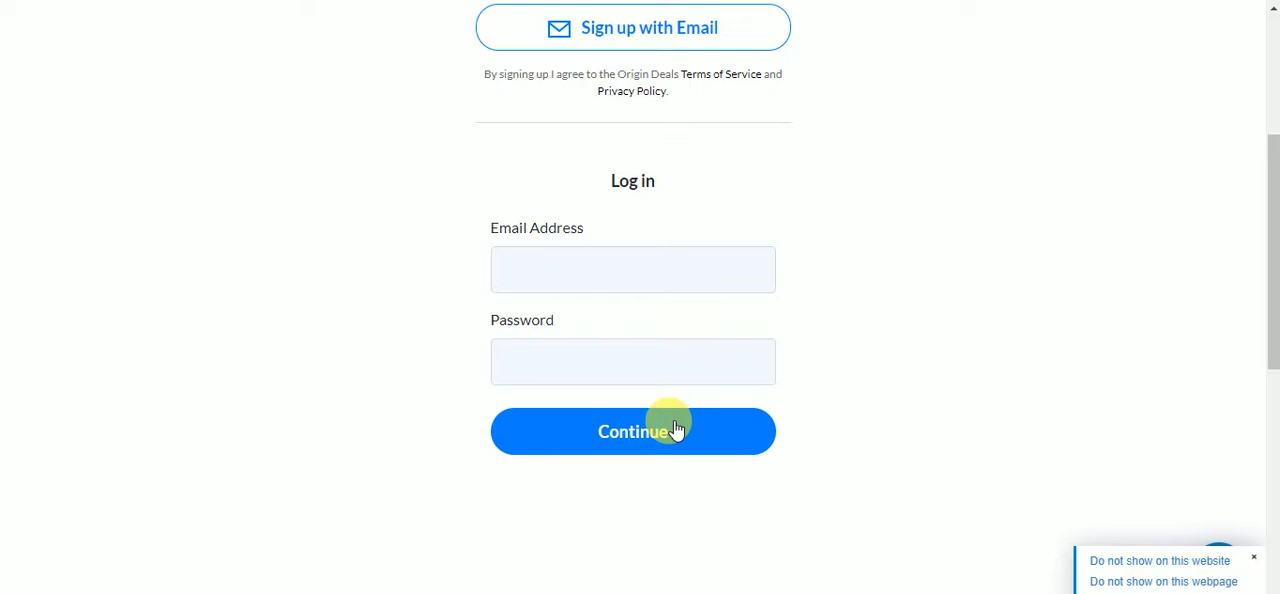 Sign up with Email
By signing up I agree to the Origin Deals Terms of Service and
Privacy Policy.
Log in
Email Address
Password
Continue
Do not show on this website
×
Do not show on this webpage